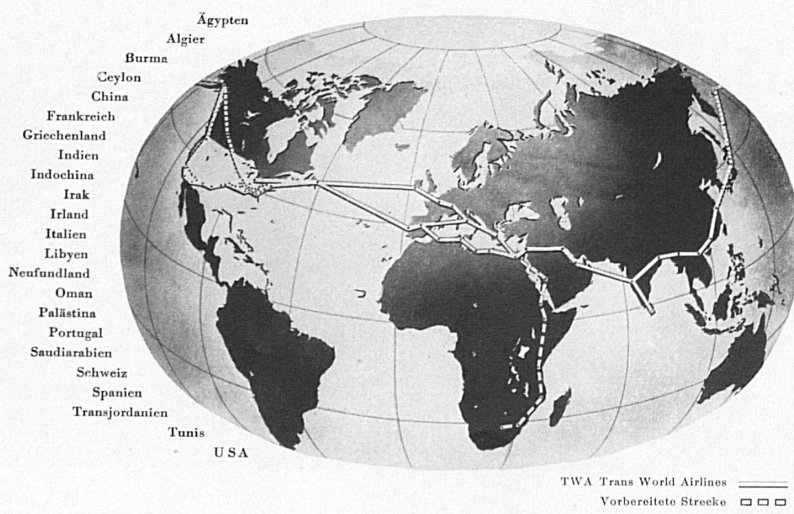 Ägypten
Algier
Burma
Ceylon
China
Frankreich
Griechenland
Indien
Indochina
Irak
Irland
Italien
Libyen
Neufundland
Oman
Palästina
Portugal
Saudiarabien
Schweiz
Spanien
Transjordanien
Tunis
USA
TWA Trans World Airlines
Vorbereitete Strecke